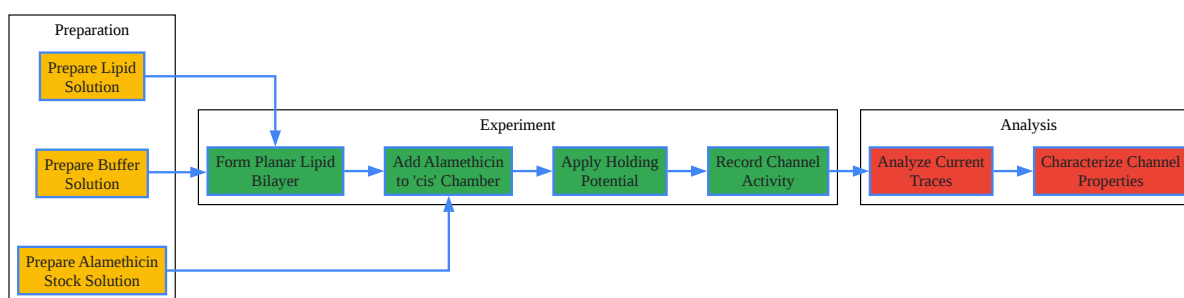 Preparation
Prepare Lipid
Solution
Prepare Buffer
Solution
Prepare Alamethicin
Stock Solution
Experiment
Form Planar Lipid
Bilayer
Add Alamethicin
to 'cis' Chamber
Apply Holding
Potential
Record Channel
Activity
Analysis
Analyze Current
Traces
Characterize Channel
Properties